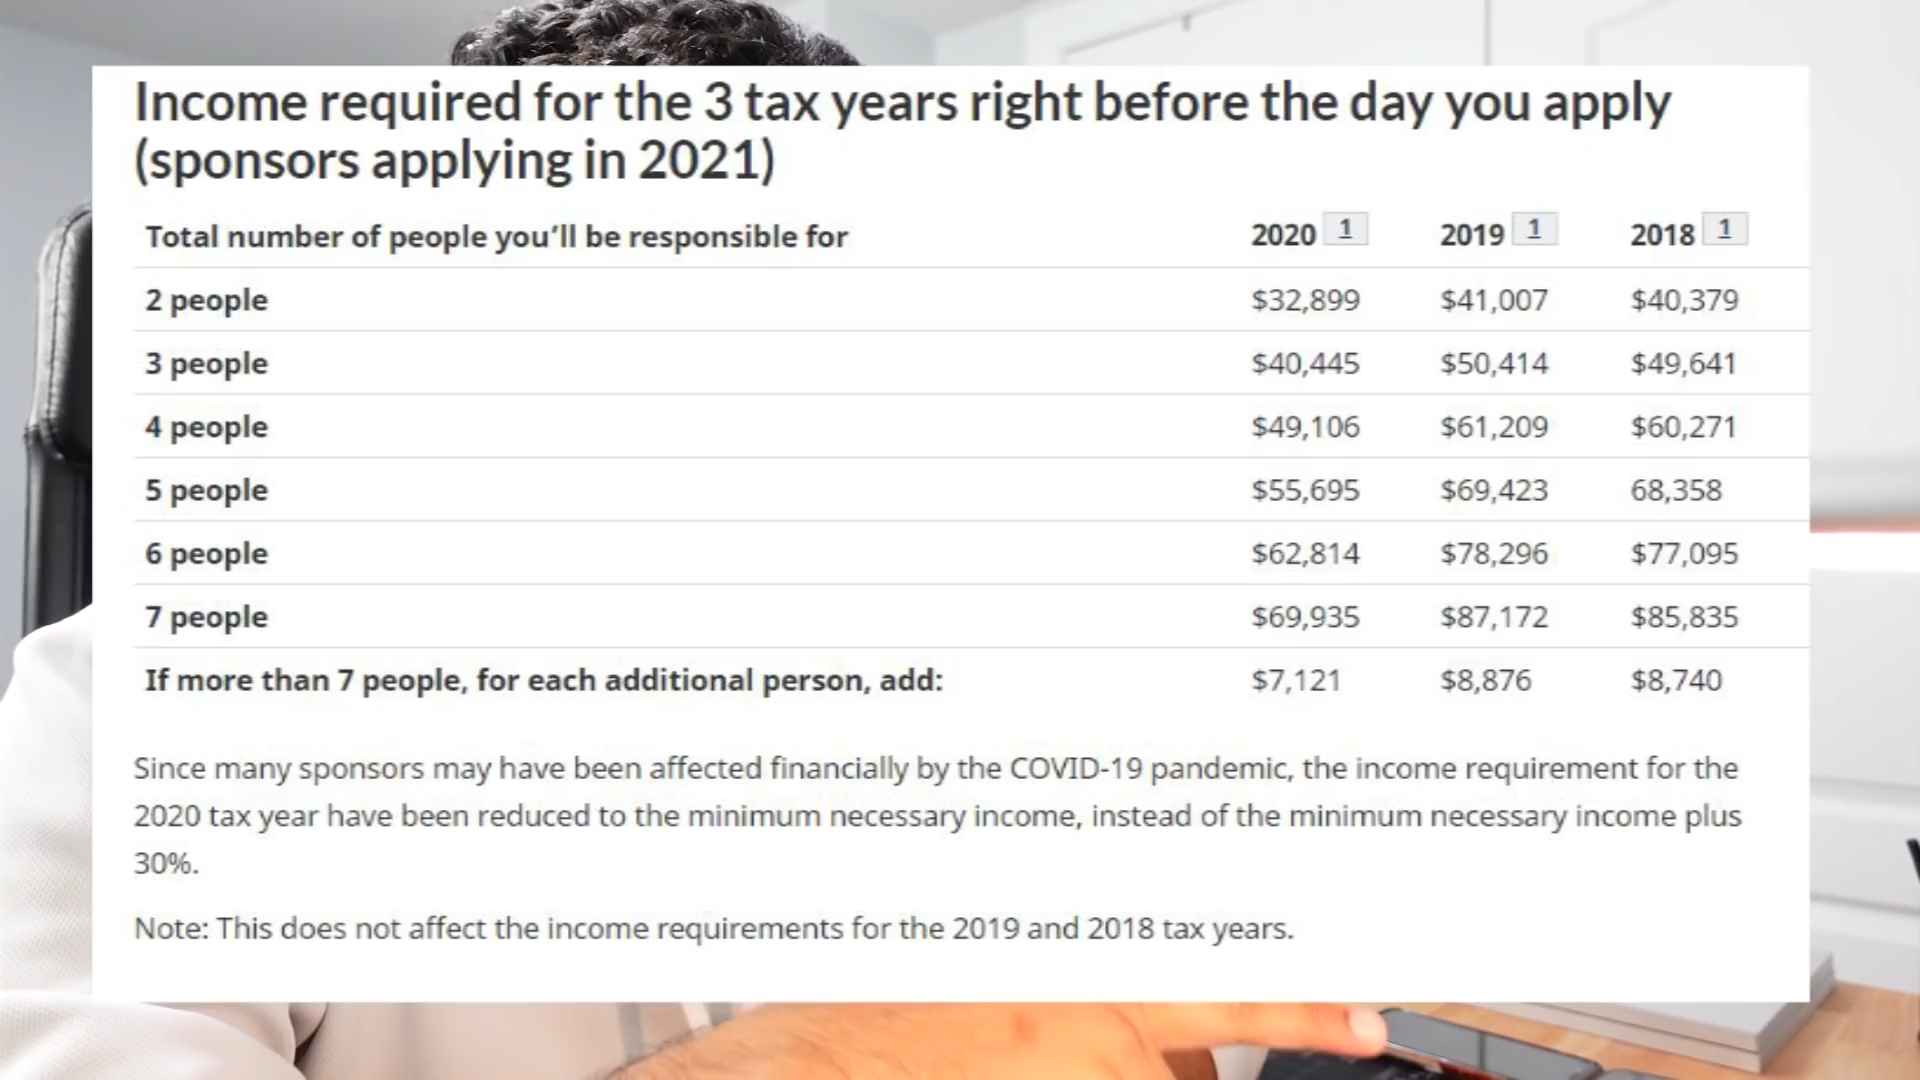 Income required for the 3 tax years right before the day you apply
(sponsors applying in 2021)
Total number of people you'll be responsible for 2020 1 2019 1 2018 1
2 people $32,899 $41,007 $40,379
3 people $40,445 $50,414 $49,641
4 people $49,106 $61,209 $60,271
5 people $55,695 $69,423 68,358
6 people $62,814 $78,296 $77,095
7 people $69,935 $87,172 $85,835
If more than 7 people, for each additional person, add: $7,121 $8,876 $8,740
Since many sponsors may have been affected financially by the COVID-19 pandemic, the income requirement for the
2020 tax year have been reduced to the minimum necessary income, instead of the minimum necessary income plus
30%.
Note: This does not affect the income requirements for the 2019 and 2018 tax years.